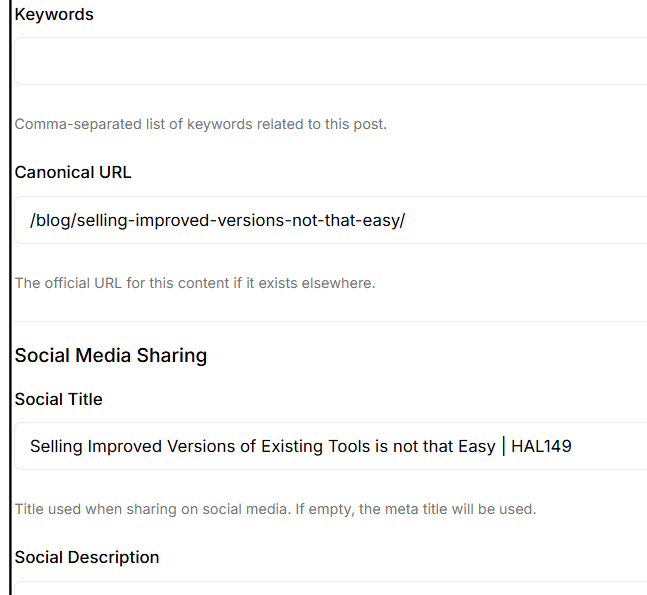 Keywords
Comma-separated list of keywords related to this post.
Canonical URL
/blog/selling-improved-versions-not-that-easy/
The official URL for this content if it exists elsewhere.
Social Media Sharing
Social Title
Selling Improved Versions of Existing Tools is not that Easy | HAL149
Title used when sharing on social media. If empty, the meta title will be used.
Social Description